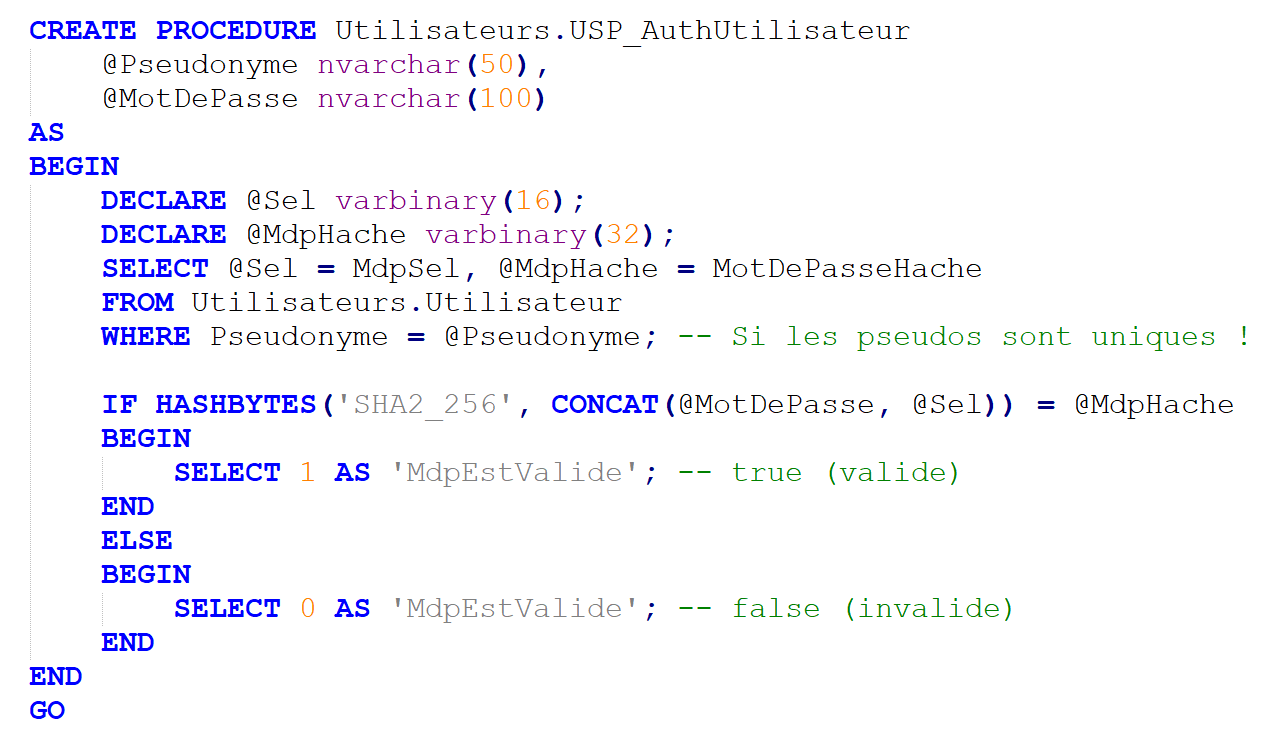 CREATE PROCEDURE Utilisateurs.USP_AuthUtilisateur
    @Pseudonyme nvarchar(50),
    @MotDePasse nvarchar(100)
AS
BEGIN
    DECLARE @Sel varbinary(16);
    DECLARE @MdpHache varbinary(32);
    SELECT @Sel = MdpSel, @MdpHache = MotDePasseHache
    FROM Utilisateurs.Utilisateur
    WHERE Pseudonyme = @Pseudonyme; -- Si les pseudos sont uniques !

    IF HASHBYTES('SHA2_256', CONCAT(@MotDePasse, @Sel)) = @MdpHache
    BEGIN
        SELECT 1 AS 'MdpEstValide'; -- true (valide)
    END
    ELSE
    BEGIN
        SELECT 0 AS 'MdpEstValide'; -- false (invalide)
    END
END
GO